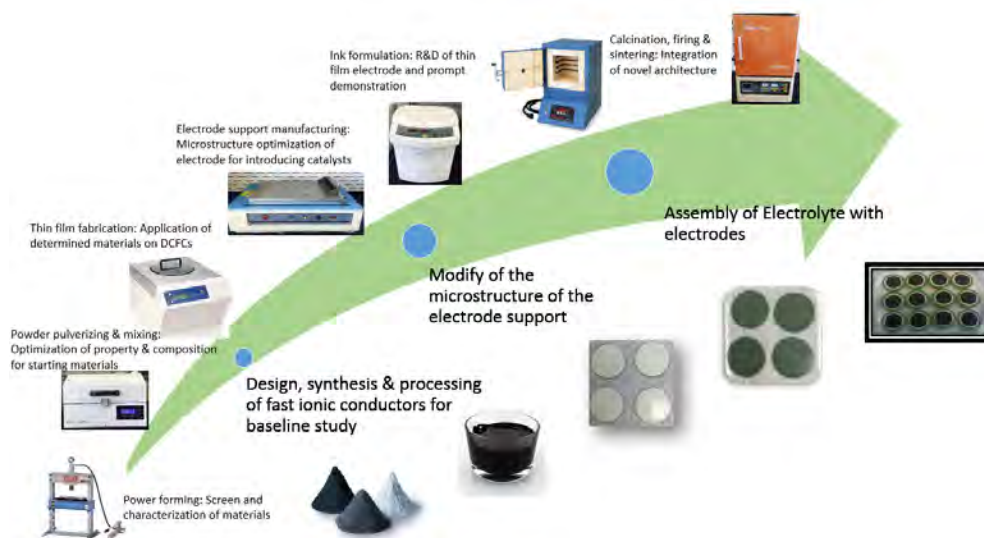 Ink formulation: R&D of thin
film electrode and prompt
demonstration
Calcination, firing &
sintering: Integration
of novel architecture
Electrode support manufacturing:
Microstructure optimization of
electrode for introducing catalysts
Thin film fabrication: Application of
determined materials on DCFCs
Assembly of Electrolyte with
electrodes
Modify of the
microstructure of the
electrode support
Powder pulverizing & mixing:
Optimization of property & composition
for starting materials
Design, synthesis & processing
of fast ionic conductors for
baseline study
Power forming: Screen and
characterization of materials